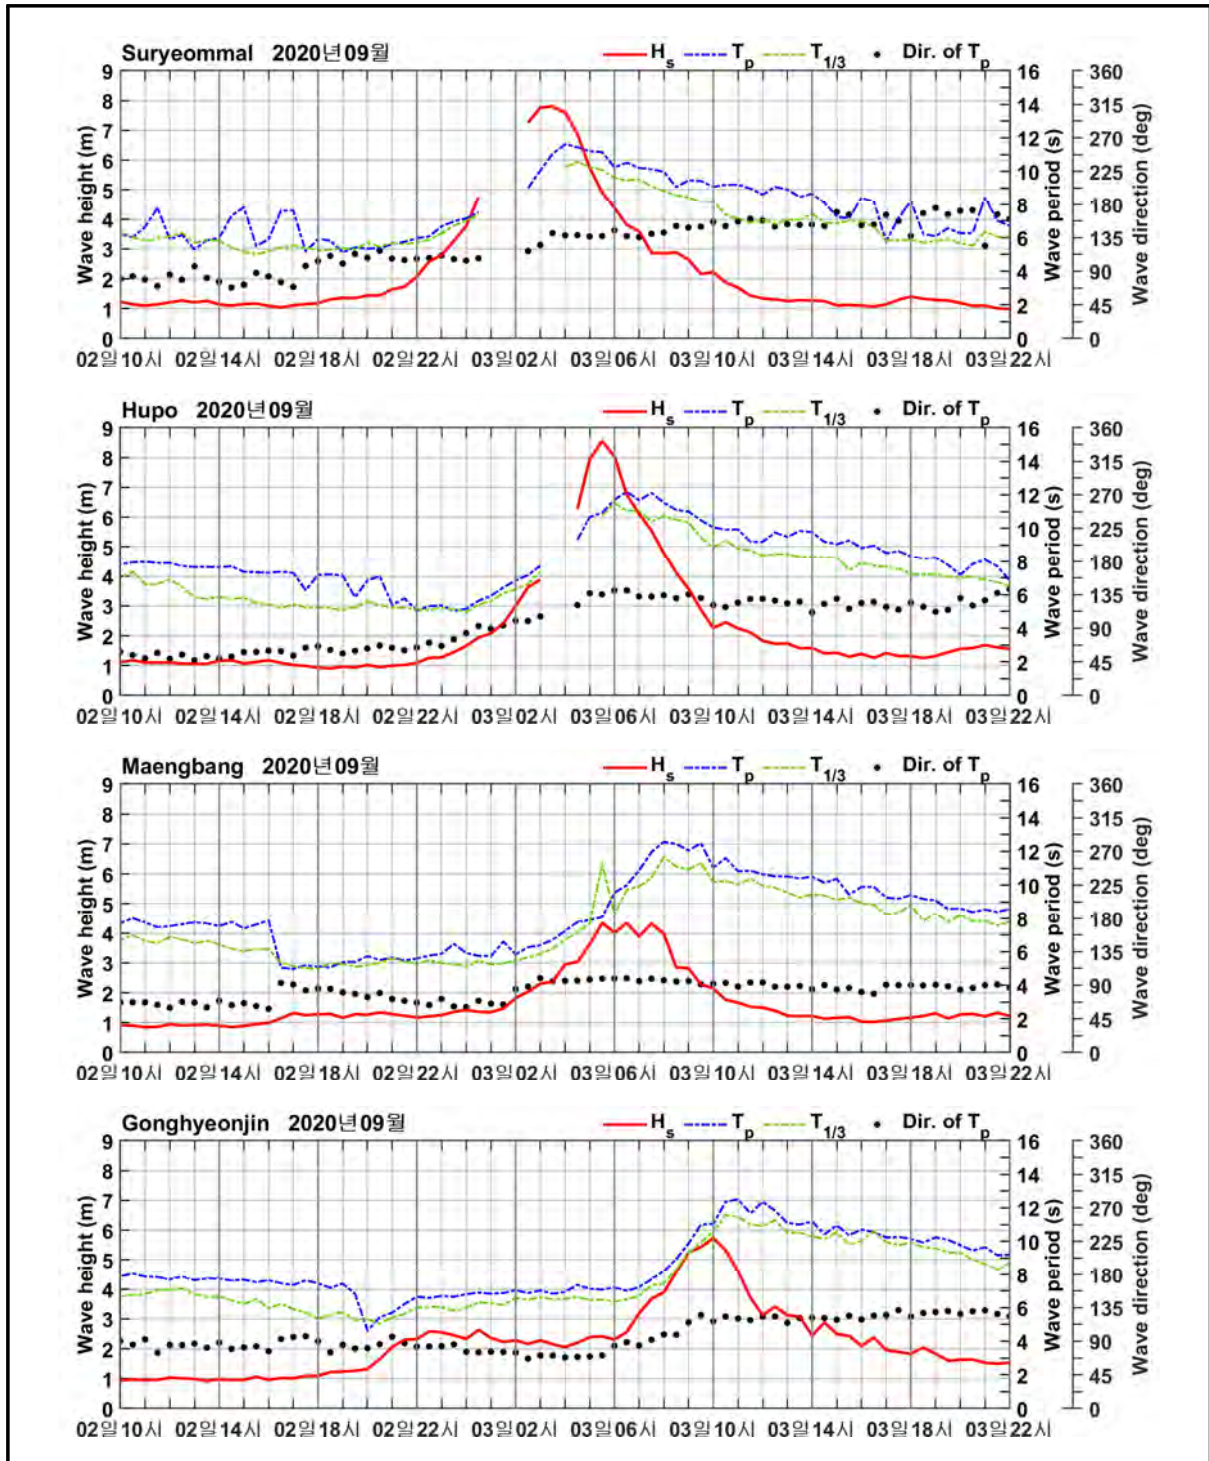 Suryeommal 2020년09월 Hs Tp T1/3 Dir. of Tp
9 8 7 6 5 4 3 2 1 0
Wave height (m)
16 14 12 10 8 6 4 2 0
Wave period (s)
360 315 270 225 180 135 90 45 0
Wave direction (deg)
02일10시 02일14시 02일18시 02일22시 03일02시 03일06시 03일10시 03일14시 03일18시 03일22시
Hupo 2020년09월 Hs Tp T1/3 Dir. of Tp
9 8 7 6 5 4 3 2 1 0
Wave height (m)
16 14 12 10 8 6 4 2 0
Wave period (s)
360 315 270 225 180 135 90 45 0
Wave direction (deg)
02일10시 02일14시 02일18시 02일22시 03일02시 03일06시 03일10시 03일14시 03일18시 03일22시
Maengbang 2020년09월 Hs Tp T1/3 Dir. of Tp
9 8 7 6 5 4 3 2 1 0
Wave height (m)
16 14 12 10 8 6 4 2 0
Wave period (s)
360 315 270 225 180 135 90 45 0
Wave direction (deg)
02일10시 02일14시 02일18시 02일22시 03일02시 03일06시 03일10시 03일14시 03일18시 03일22시
Gonghyeonjin 2020년09월 Hs Tp T1/3 Dir. of Tp
9 8 7 6 5 4 3 2 1 0
Wave height (m)
16 14 12 10 8 6 4 2 0
Wave period (s)
360 315 270 225 180 135 90 45 0
Wave direction (deg)
02일10시 02일14시 02일18시 02일22시 03일02시 03일06시 03일10시 03일14시 03일18시 03일22시